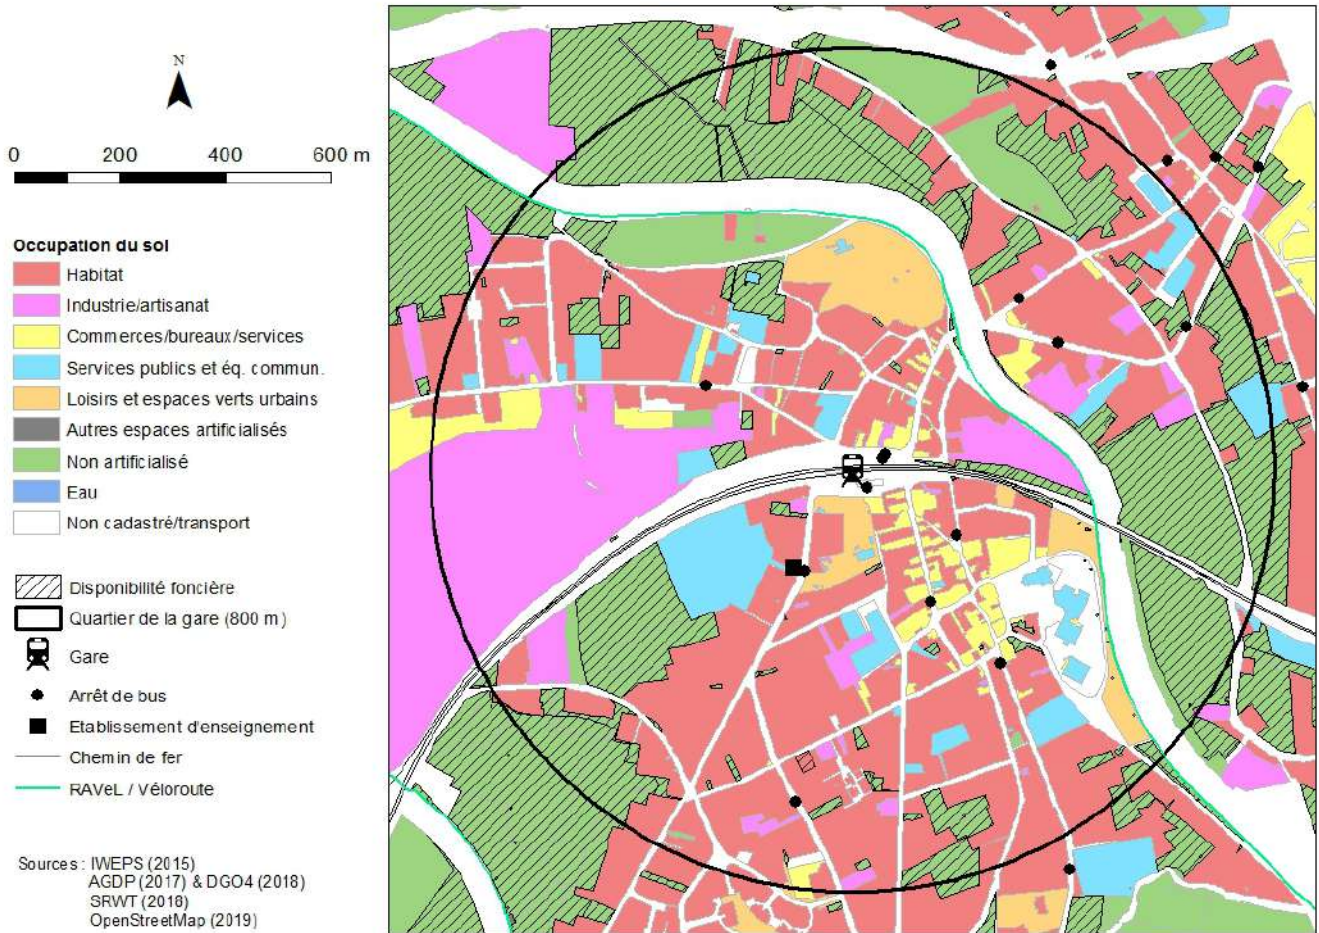 N
0 200 400 600 m
Occupation du sol
Habitat
Industrie/artisanat
Commerces/bureaux/services
Services publics et éq. commun.
Loisirs et espaces verts urbains
Autres espaces artificialisés
Non artificialisé
Eau
Non cadastré/transport
Disponibilité foncière
Quartier de la gare (800 m)
Gare
Arrêt de bus
Etablissement d'enseignement
Chemin de fer
RAVeL / Véloroute
Sources : IWEPS (2015)
AGDP (2017) & DGO4 (2018)
SRWT (2018)
OpenStreetMap (2019)